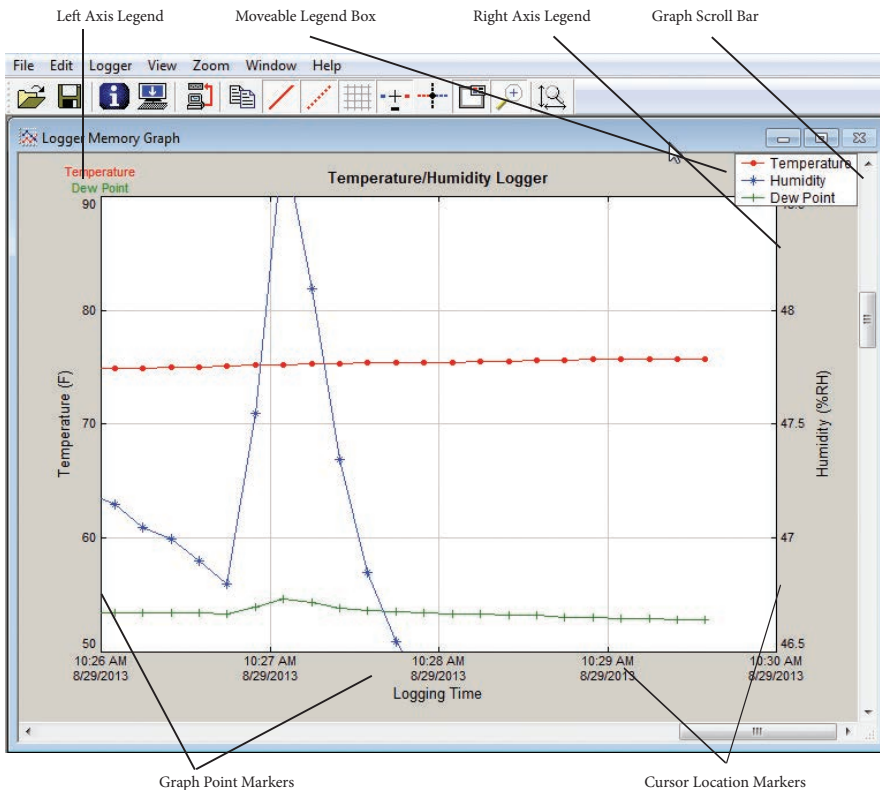 Left Axis Legend
Moveable Legend Box
Right Axis Legend
Graph Scroll Bar
File Edit Logger View Zoom Window Help
Logger Memory Graph
Temperature
Dew Point
Temperature/Humidity Logger
Temperature
Humidity
Dew Point
90
80
70
60
50
Temperature (F)
48
47.5
47
46.5
Humidity (%RH)
10:26 AM
8/29/2013
10:27 AM
8/29/2013
10:28 AM
8/29/2013
10:29 AM
8/29/2013
10:30 AM
8/29/2013
Logging Time
Graph Point Markers
Cursor Location Markers